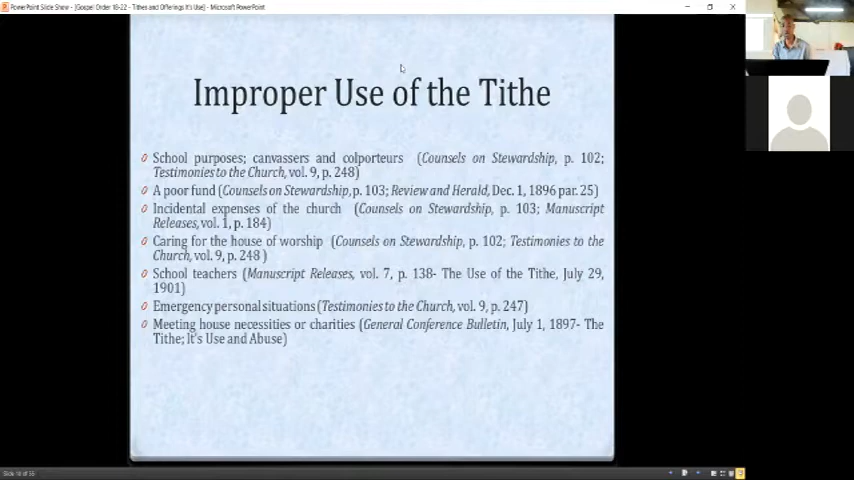 PowerPoint Slide Show - [Gospel Order 18-22 - Tithes and Offerings It's Use] - Microsoft PowerPoint
Improper Use of the Tithe
School purposes; canvassers and colporteurs (Counsels on Stewardship, p. 102;
Testimonies to the Church, vol. 9, p. 248)
A poor fund (Counsels on Stewardship, p. 103; Review and Herald, Dec. 1, 1896 par. 25)
Incidental expenses of the church (Counsels on Stewardship, p. 103; Manuscript
Releases, vol. 1, p. 184)
Caring for the house of worship (Counsels on Stewardship, p. 102; Testimonies to the
Church, vol. 9, p. 248 )
School teachers (Manuscript Releases, vol. 7, p. 138- The Use of the Tithe, July 29,
1901)
Emergency personal situations (Testimonies to the Church, vol. 9, p. 247)
Meeting house necessities or charities (General Conference Bulletin, July 1, 1897- The
Tithe; It's Use and Abuse)